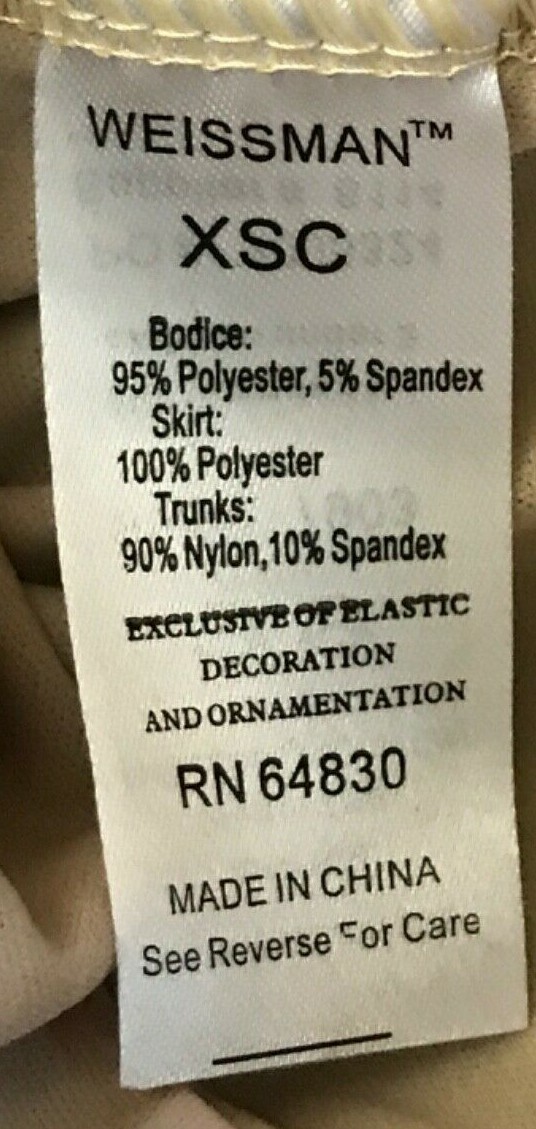 WEISSMAN™
XSC
Bodice:
95% Polyester, 5% Spandex
Skirt:
100% Polyester
Trunks:
90% Nylon,10% Spandex
EXCLUSIVE OF ELASTIC
DECORATION
AND ORNAMENTATION
RN 64830
MADE IN CHINA
See Reverse For Care